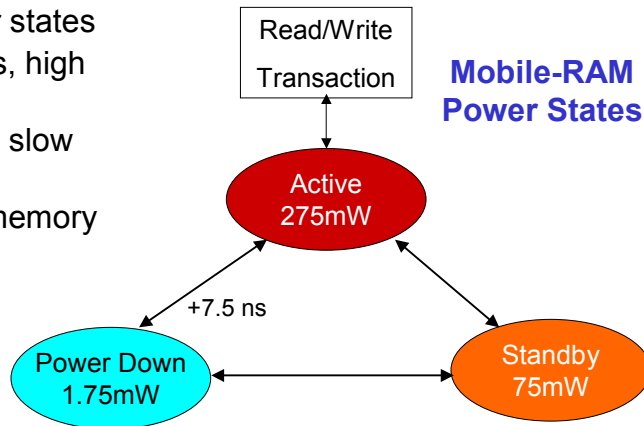 r states
s, high
slow
memory
Read/Write
Transaction
Mobile-RAM
Power States
Active
275mW
+7.5 ns
Power Down
1.75mW
Standby
75mW